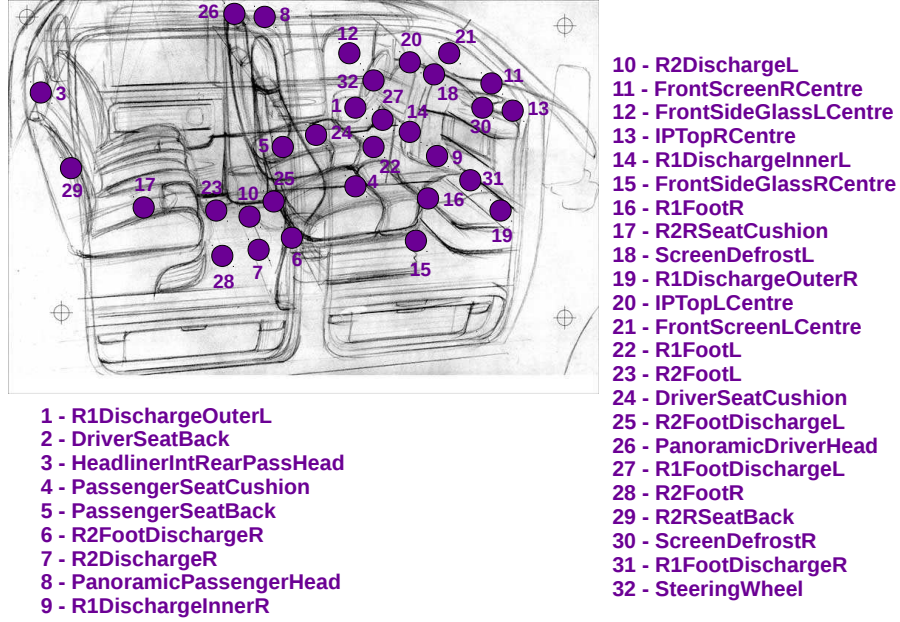 26
8
12
20
21
3
32
11
18
1
27
30
13
14
5
24
9
22
29
4
31
17
23
10
25
16
19
6
7
15
28
10 - R2DischargeL
11 - FrontScreenRCentre
12 - FrontSideGlassLCentre
13 - IPTopRCentre
14 - R1DischargeInnerL
15 - FrontSideGlassRCentre
16 - R1FootR
17 - R2RSeatCushion
18 - ScreenDefrostL
19 - R1DischargeOuterR
20 - IPTopLCentre
21 - FrontScreenLCentre
22 - R1FootL
23 - R2FootL
24 - DriverSeatCushion
25 - R2FootDischargeL
26 - PanoramicDriverHead
27 - R1FootDischargeL
28 - R2FootR
29 - R2RSeatBack
30 - ScreenDefrostR
31 - R1FootDischargeR
32 - SteeringWheel
1 - R1DischargeOuterL
2 - DriverSeatBack
3 - HeadlinerIntRearPassHead
4 - PassengerSeatCushion
5 - PassengerSeatBack
6 - R2FootDischargeR
7 - R2DischargeR
8 - PanoramicPassengerHead
9 - R1DischargeInnerR